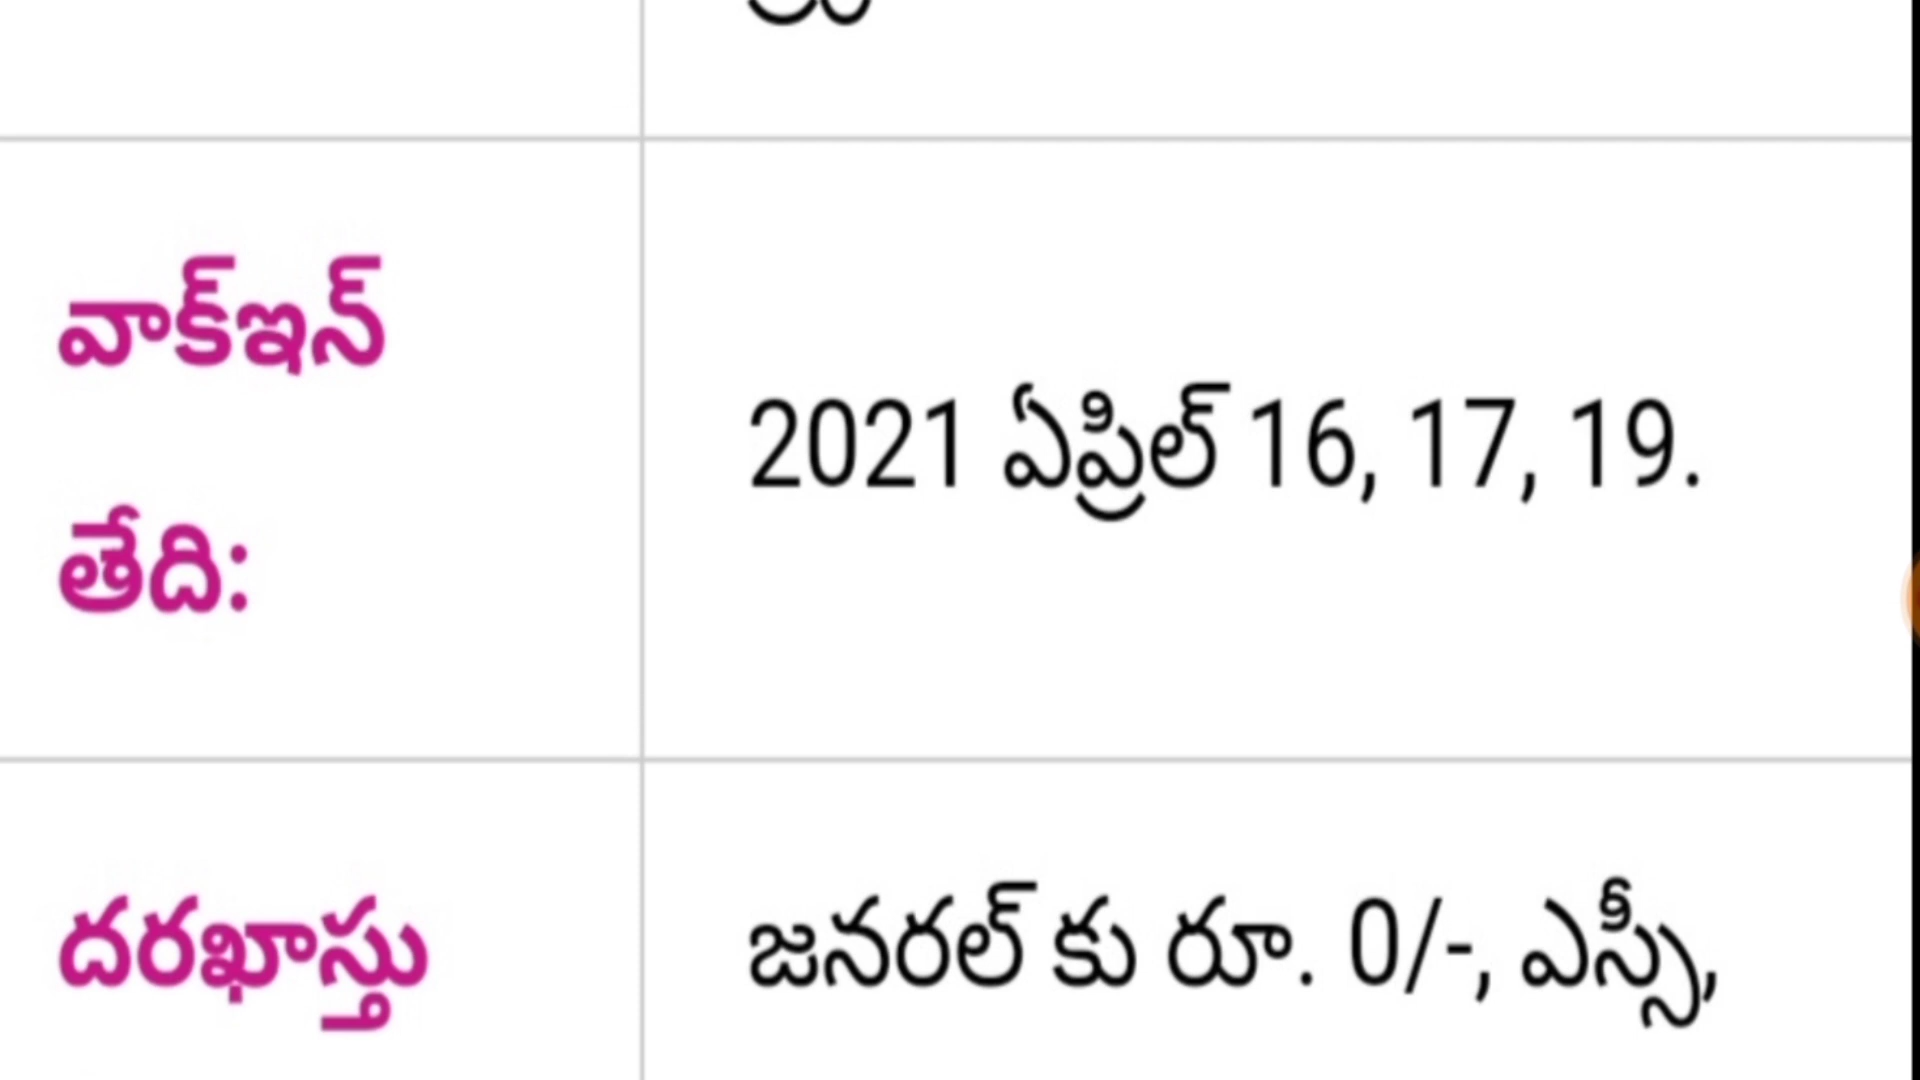 వాక్ఇన్
తేది:
2021 ఏప్రిల్ 16, 17, 19.
దరఖాస్తు
జనరల్ కు రూ. 0/-, ఎస్సీ,